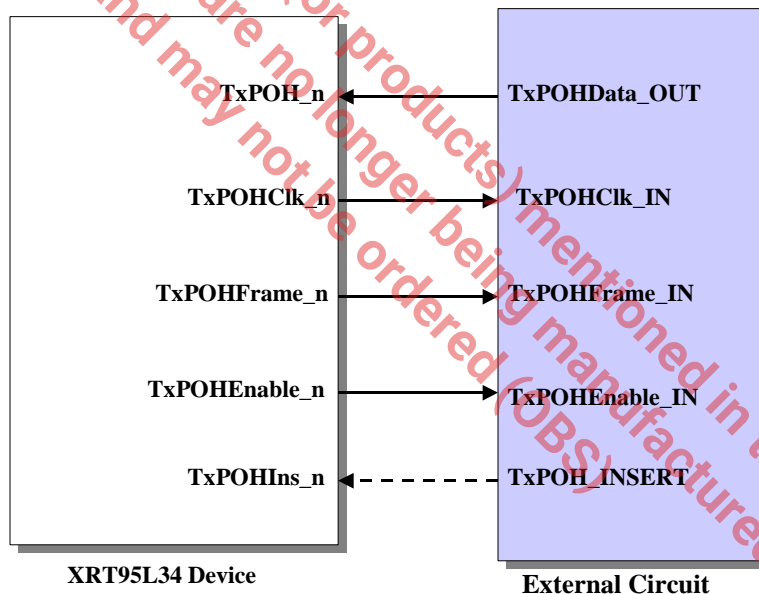 (or products) mentioned in t
are no longer being manufactured
and may not be ordered (OBS)
TxPOH_n
TxPOHData_OUT
TxPOHClk_n
TxPOHClk_IN
TxPOHFrame_n
TxPOHFrame_IN
TxPOHEnable_n
TxPOHEnable_IN
TxPOHIns_n
TxPOH_INSERT
XRT95L34 Device
External Circuit